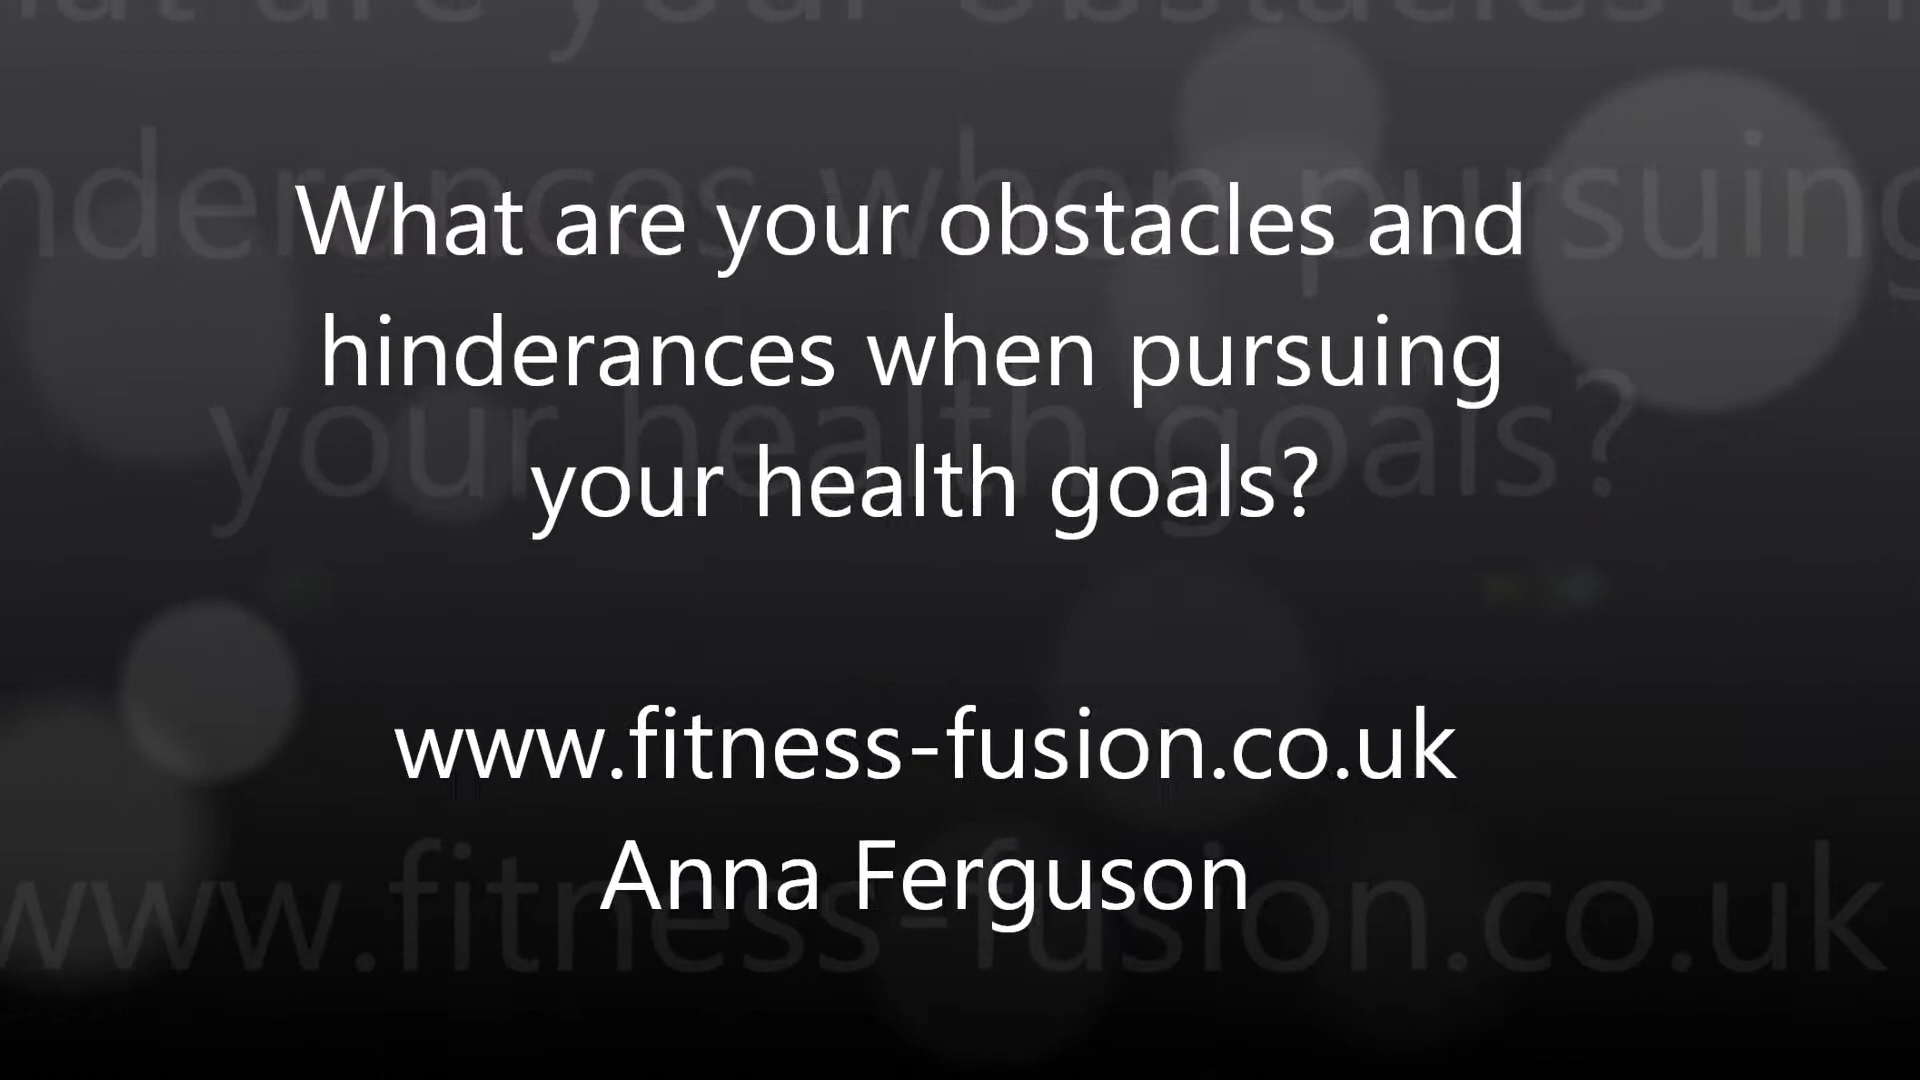 What are your obstacles and
hinderances when pursuing
your health goals?
www.fitness-fusion.co.uk
Anna Ferguson